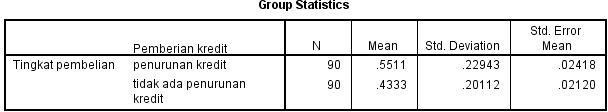 Group Statistics
Pemberian kredit N Mean Std. Deviation Std. Error Mean
Tingkat pembelian penurunan kredit 90 .5511 .22943 .02418
tidak ada penurunan kredit 90 .4333 .20112 .02120